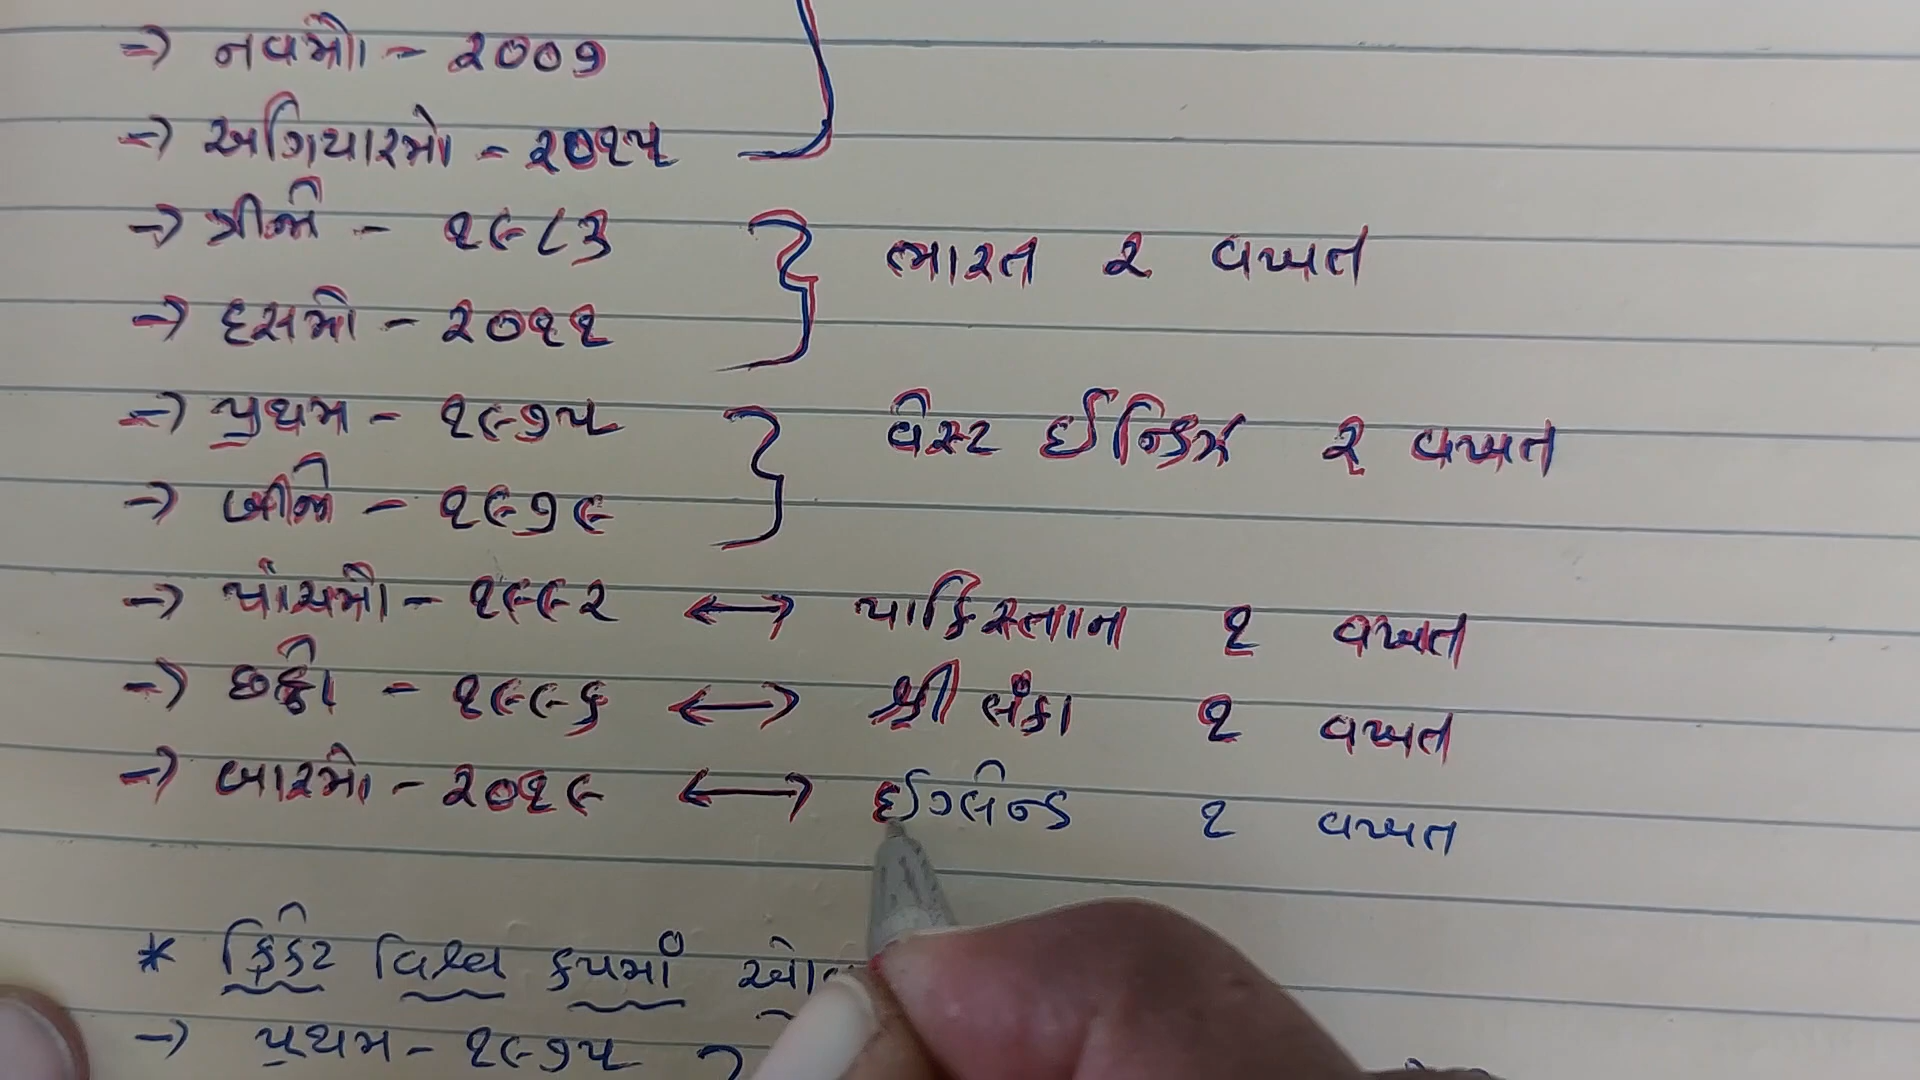 → નવમો - ૨૦૦૭
→ અગિયારમો - ૨૦૧૫
→ ત્રીજો - ૧૯૮૩
ભારત ૨ વખત
→ દસમો - ૨૦૧૧
→ પ્રથમ - ૧૯૭૫
વેસ્ટ ઈન્ડિઝ ૨ વખત
→ બીજો - ૧૯૭૯
→ પાંચમો - ૧૯૯૨ ↔ પાકિસ્તાન ૧ વખત
→ છઠ્ઠો - ૧૯૯૬ ↔ શ્રી લંકા ૧ વખત
→ બારમો - ૨૦૧૯ ↔ ઈંગ્લેન્ડ ૧ વખત
* ક્રિકેટ વિશ્વ કપમાં
→ પ્રથમ - ૧૯૭૫